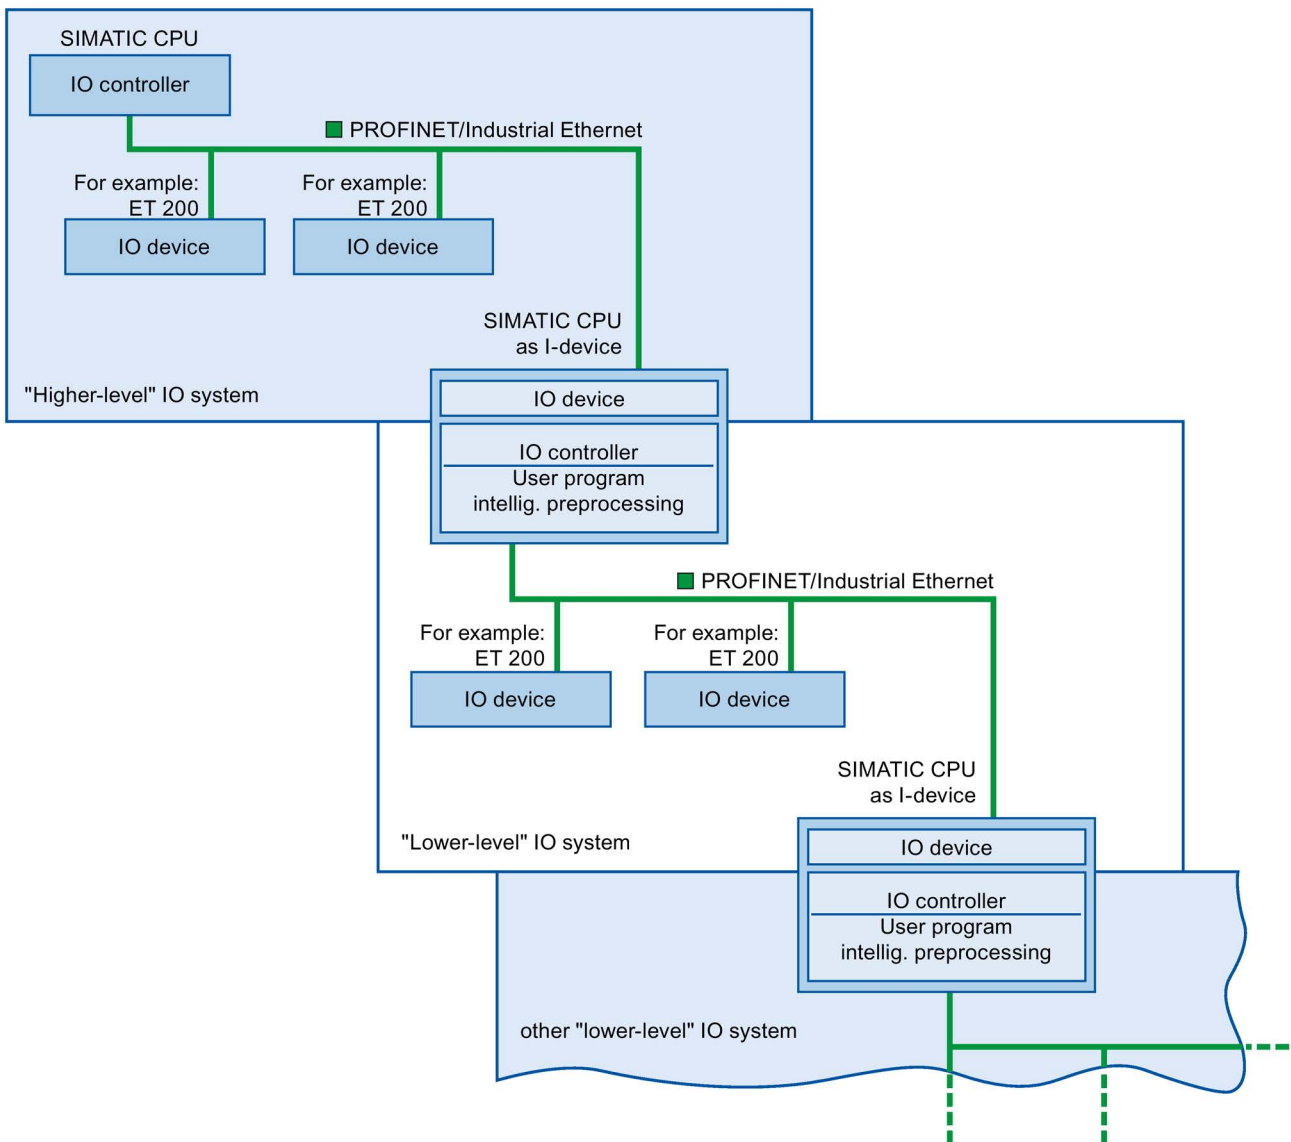 SIMATIC CPU
IO controller
PROFINET/Industrial Ethernet
For example:
ET 200
IO device
For example:
ET 200
IO device
SIMATIC CPU
as I-device
"Higher-level" IO system
IO device
IO controller
User program
intellig. preprocessing
PROFINET/Industrial Ethernet
For example:
ET 200
IO device
For example:
ET 200
IO device
SIMATIC CPU
as I-device
"Lower-level" IO system
IO device
IO controller
User program
intellig. preprocessing
other "lower-level" IO system